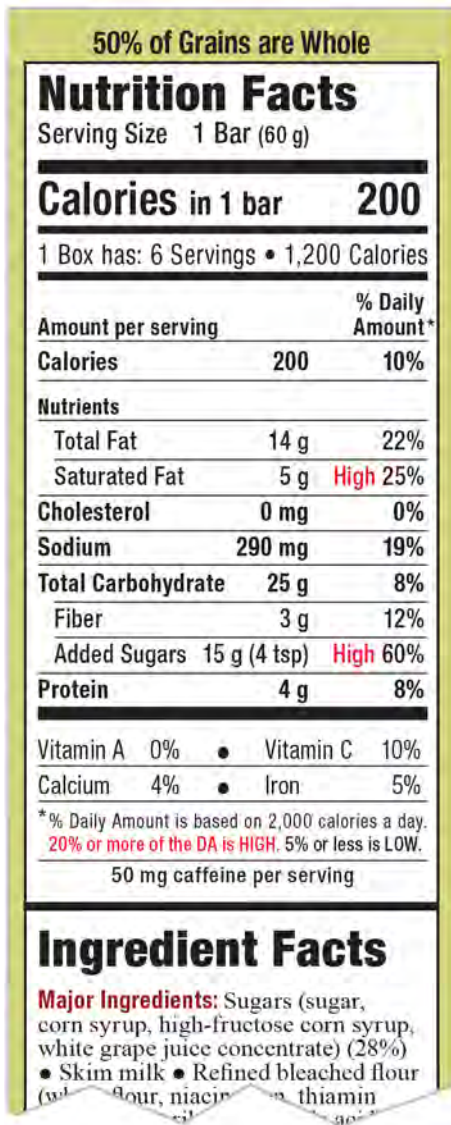 50% of Grains are Whole
Nutrition Facts
Serving Size 1 Bar (60 g)
Calories in 1 bar 200
1 Box has: 6 Servings • 1,200 Calories
% Daily
Amount per serving Amount*
Calories 200 10%
Nutrients
Total Fat 14 g 22%
Saturated Fat 5 g High 25%
Cholesterol 0 mg 0%
Sodium 290 mg 19%
Total Carbohydrate 25 g 8%
Fiber 3 g 12%
Added Sugars 15 g (4 tsp) High 60%
Protein 4 g 8%
Vitamin A 0% • Vitamin C 10%
Calcium 4% • Iron 5%
*% Daily Amount is based on 2,000 calories a day.
20% or more of the DA is HIGH. 5% or less is LOW.
50 mg caffeine per serving
Ingredient Facts
Major Ingredients: Sugars (sugar,
corn syrup, high-fructose corn syrup,
white grape juice concentrate) (28%)
• Skim milk • Refined bleached flour
flour, thiamin